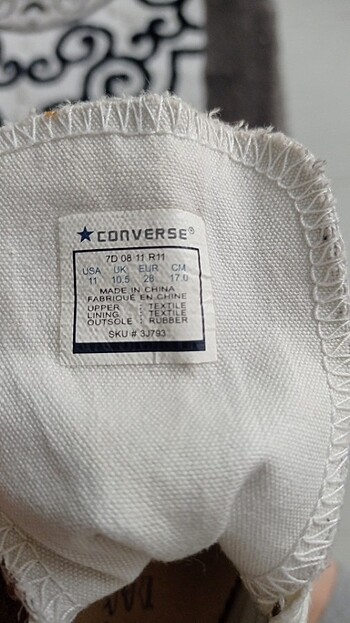 CONVERSE®
7D 08 11 R11
USA UK EUR CM
11 10.5 28 17.0
MADE IN CHINA
FABRIQUÉ EN CHINE
UPPER : TEXTILE
LINING : TEXTILE
OUTSOLE : RUBBER
SKU # 3J793